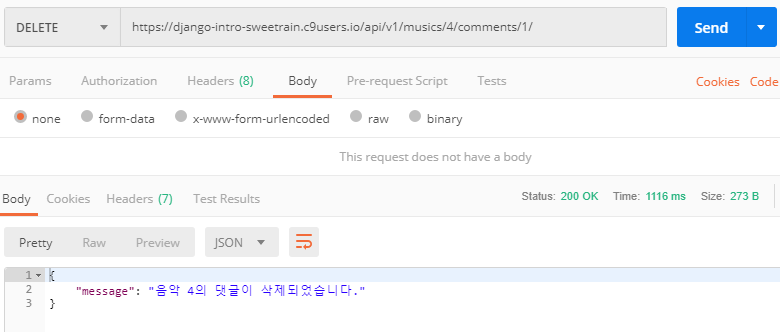 DELETE https://django-intro-sweetrain.c9users.io/api/v1/musics/4/comments/1/ Send
Params Authorization Headers (8) Body Pre-request Script Tests Cookies Code
none form-data x-www-form-urlencoded raw binary
This request does not have a body
Body Cookies Headers (7) Test Results Status: 200 OK Time: 1116 ms Size: 273 B
Pretty Raw Preview JSON
1 {
2 "message": "음악 4의 댓글이 삭제되었습니다."
3 }